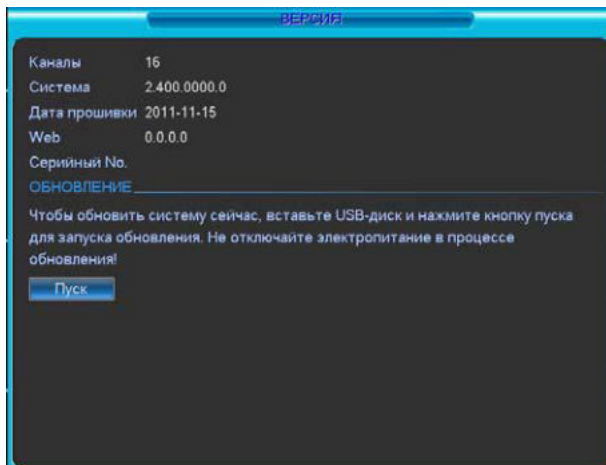 ВЕРСИЯ
Каналы 16
Система 2.400.0000.0
Дата прошивки 2011-11-15
Web 0.0.0.0
Серийный No.
ОБНОВЛЕНИЕ
Чтобы обновить систему сейчас, вставьте USB-диск и нажмите кнопку пуска
для запуска обновления. Не отключайте электропитание в процессе
обновления!
Пуск